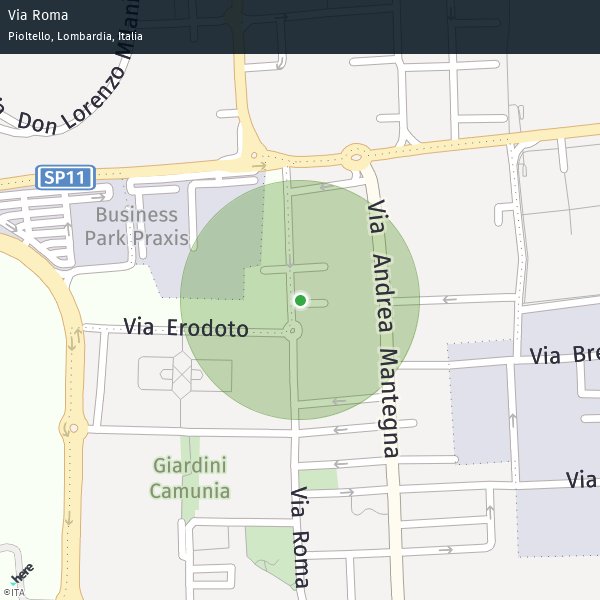 Via Roma
Pioltello, Lombardia, Italia
Don Lorenzo Milani
SP11
Business
Park Praxis
Via Andrea Mantegna
Via Erodoto
Via Bre
Giardini
Camunia
Via
Via Roma
here
©ITA